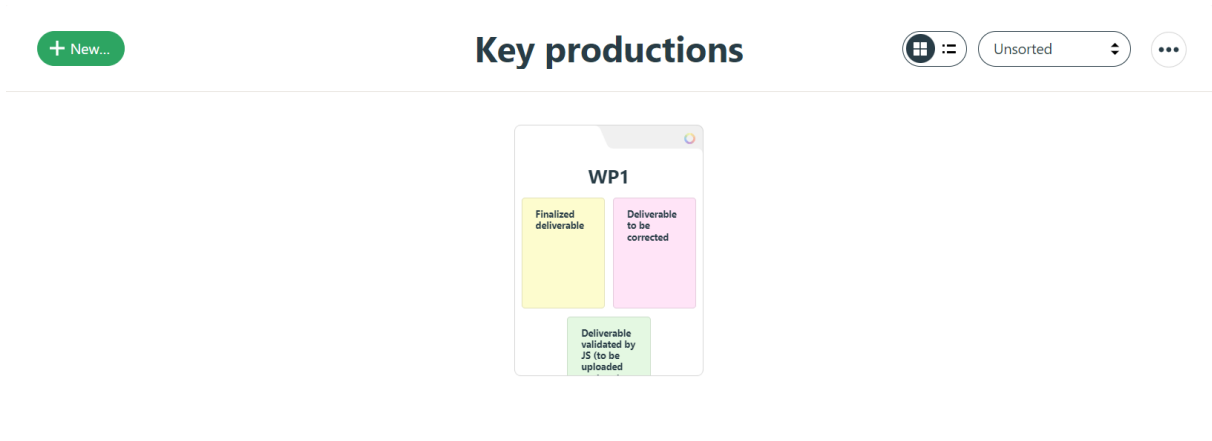 New...
Key productions
Unsorted
WP1
Finalized
deliverable
Deliverable
to be
corrected
Deliverable
validated by
JS (to be
uploaded